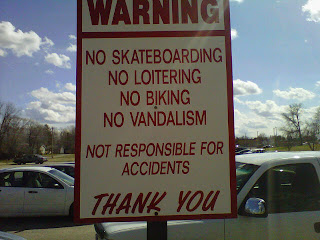 WARNING
NO SKATEBOARDING
NO LOITERING
NO BIKING
NO VANDALISM
NOT RESPONSIBLE FOR
ACCIDENTS
THANK YOU